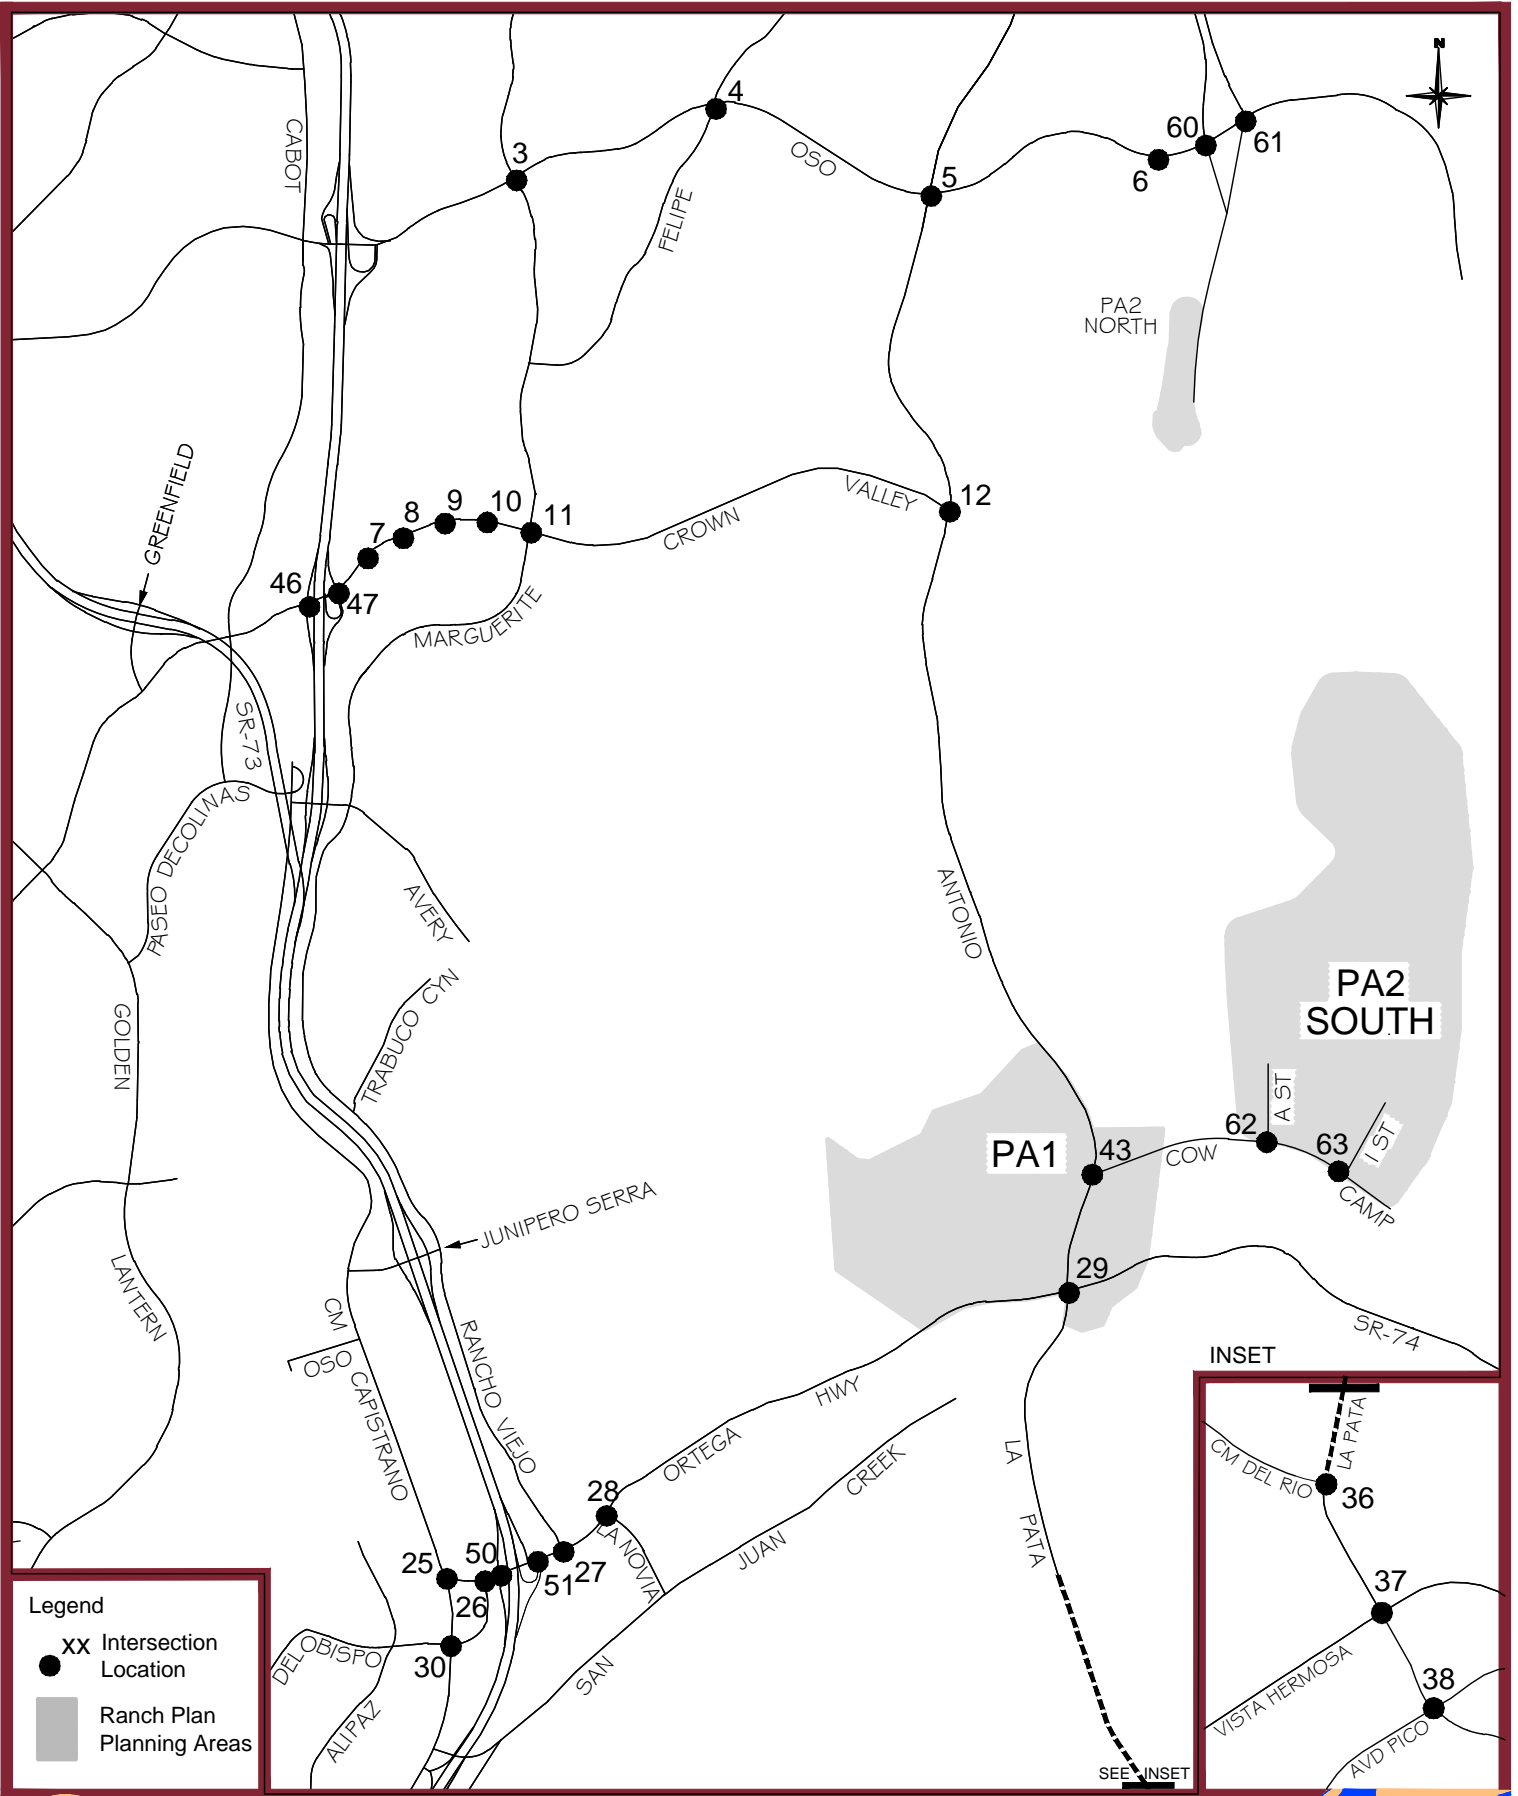 N
4
60
61
3
6
5
CABOT
OSO
FELIPE
PA2
NORTH
GREENFIELD
12
VALLEY
CROWN
7
8
9
10
11
46
47
MARGUERITE
SR-73
PASEO DECOLINAS
AVERY
ANTONIO
TRABUCO CYN
GOLDEN
PA2
SOUTH
A ST
I ST
62
63
PA1
43
COW
CAMP
JUNIPERO SERRA
29
LANTERN
CM
OSO
CAPISTRANO
RANCHO VIEJO
SR-74
HWY
ORTEGA
CREEK
JUAN
SAN
LA
PATA
28
LA NOVIA
25
50
26
51
27
30
DEL OBISPO
ALIPAZ
SEE INSET
INSET
LA PATA
CM DEL RIO
36
37
VISTA HERMOSA
38
AVD PICO
Legend
XX Intersection
Location
Ranch Plan
Planning Areas